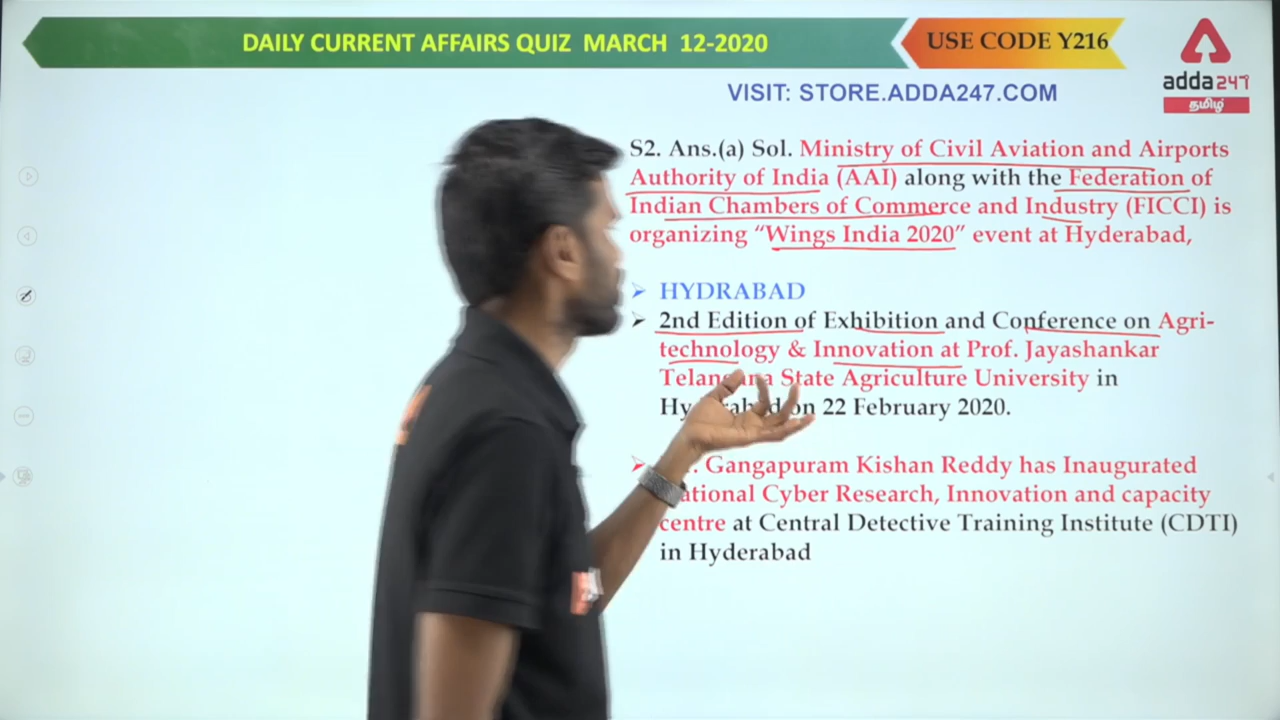 DAILY CURRENT AFFAIRS QUIZ MARCH 12-2020
USE CODE Y216
VISIT: STORE.ADDA247.COM
adda247
தமிழ்
S2. Ans.(a) Sol. Ministry of Civil Aviation and Airports
Authority of India (AAI) along with the Federation of
Indian Chambers of Commerce and Industry (FICCI) is
organizing “Wings India 2020” event at Hyderabad,
➢ HYDRABAD
➢ 2nd Edition of Exhibition and Conference on Agri-
technology & Innovation at Prof. Jayashankar
State Agriculture University in
on 22 February 2020.
➢ Gangapuram Kishan Reddy has Inaugurated
Cyber Research, Innovation and capacity
centre at Central Detective Training Institute (CDTI)
in Hyderabad